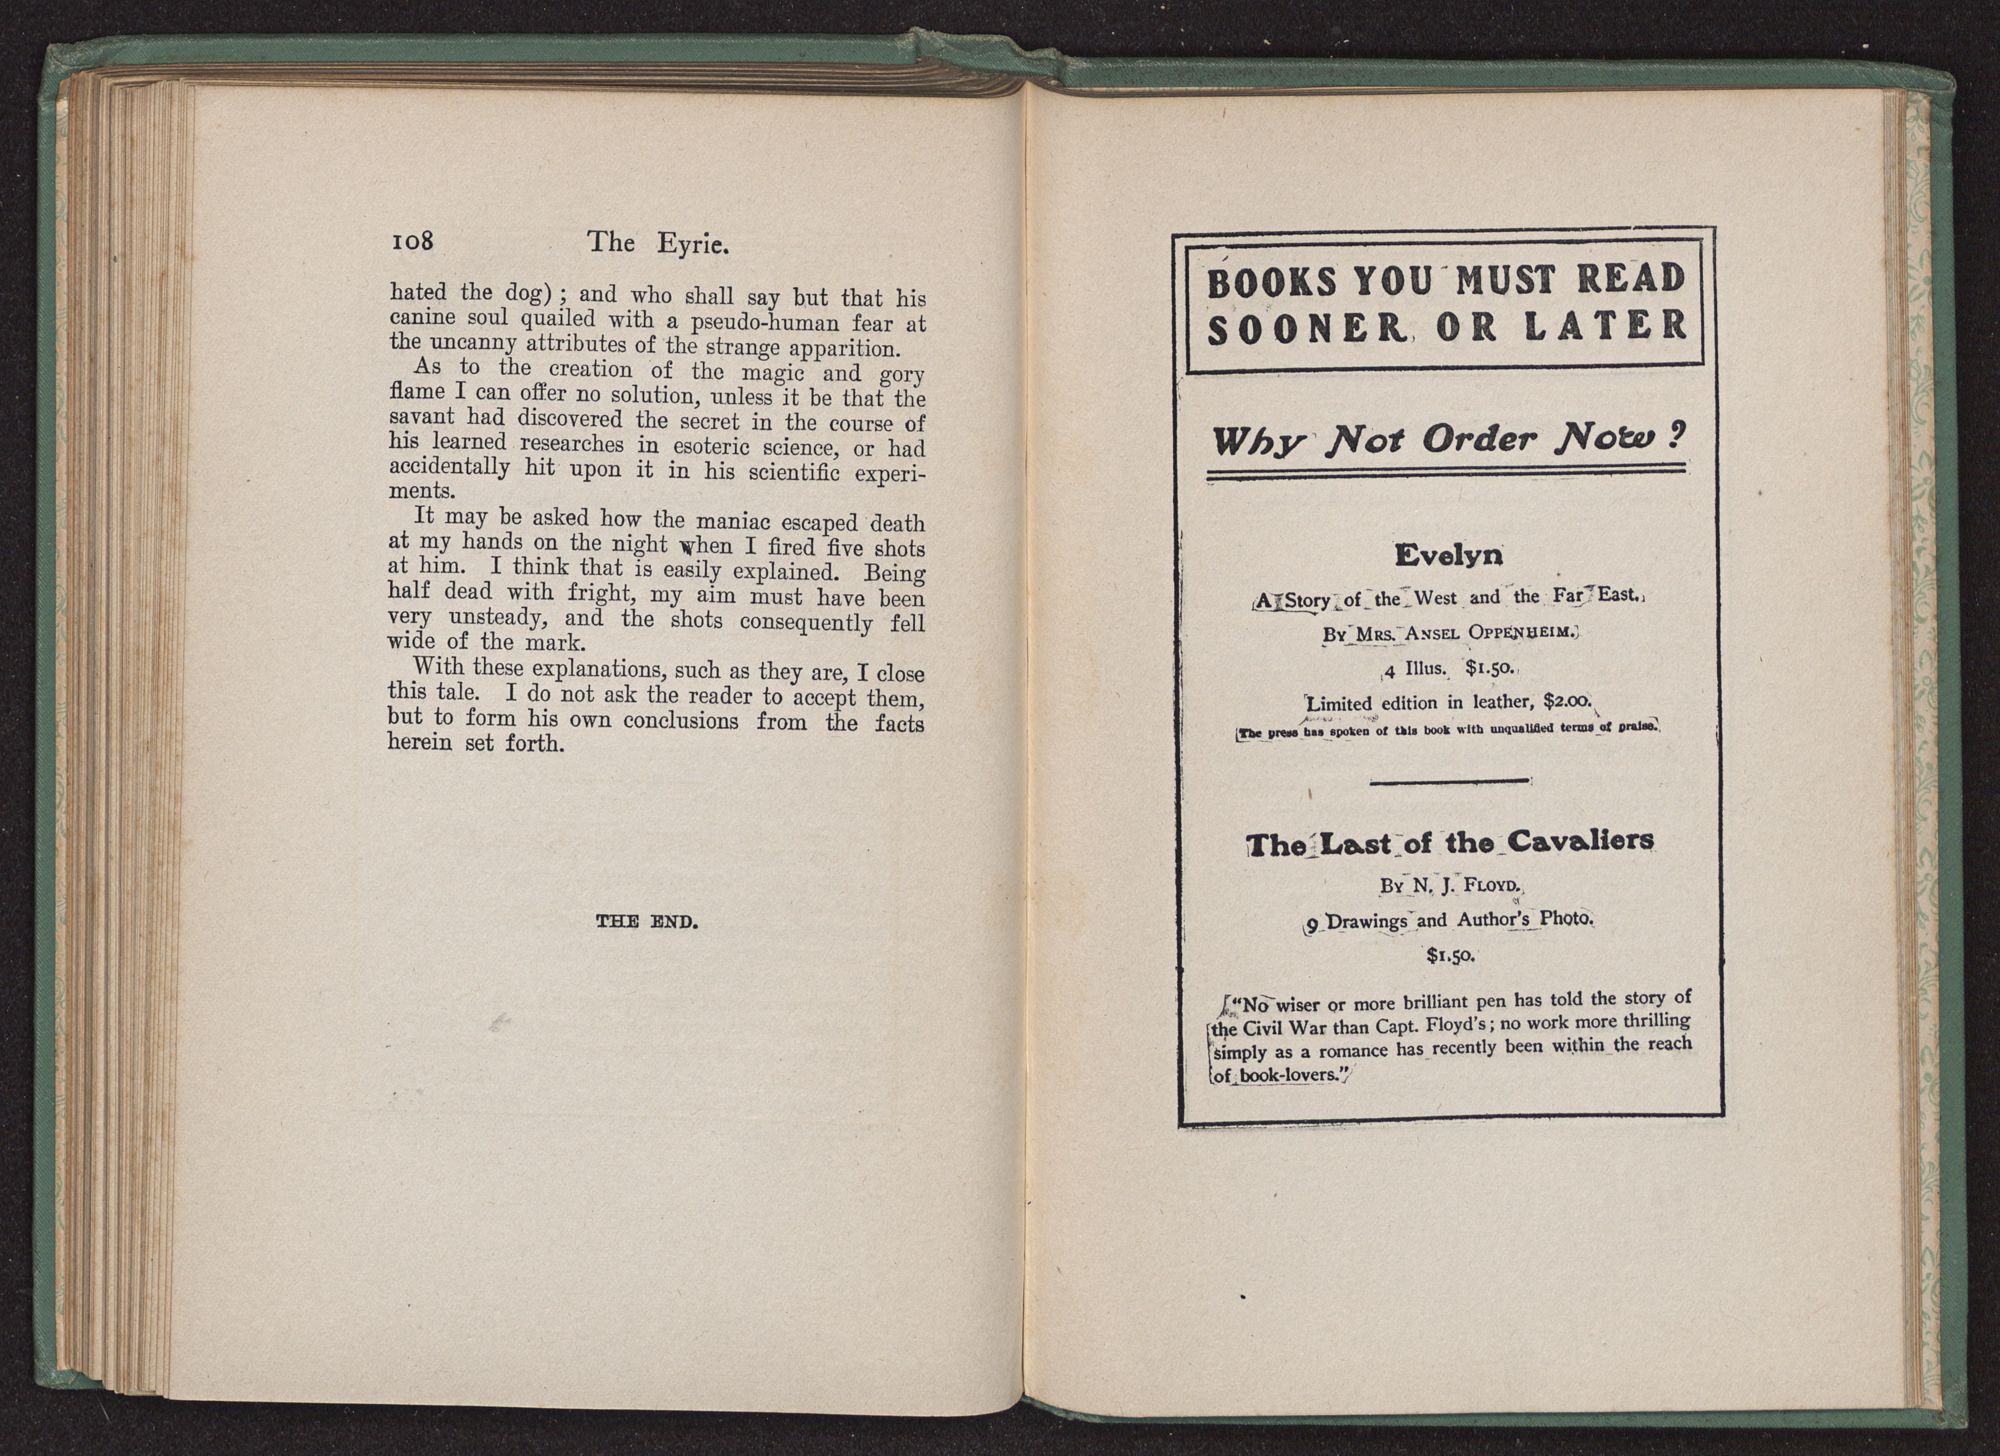 108
The Eyrie.
hated the dog) ; and who shall say but that his
canine soul quailed with a pseudo-human fear at
the uncanny attributes of the strange apparition.
As to the creation of the magic and gory
flame I can offer no solution, unless it be that the
savant had discovered the secret in the course of
his learned researches in esoteric science, or had
accidentally hit upon it in his scientific experi-
ments.
It may be asked how the maniac escaped death
at my hands on the night when I fired five shots
at him. I think that is easily explained. Being
half dead with fright, my aim must have been
very unsteady, and the shots consequently fell
wide of the mark.
With these explanations, such as they are, I close
this tale. I do not ask the reader to accept them,
but to form his own conclusions from the facts
herein set forth.
THE END.
BOOKS YOU MUST READ
SOONER OR LATER
Why Not Order Now?
Evelyn
A Story of the West and the Far East.
BY MRS. ANSEL OPPENHEIM.
4 Illus. $1.50.
Limited edition in leather, $2.00.
(The press has spoken of this book with unqualified terms of praise.)
The Last of the Cavaliers
BY N. J. FLOYD.
9 Drawings and Author's Photo.
$1.50.
"No wiser or more brilliant pen has told the story of
the Civil War than Capt. Floyd's; no work more thrilling
simply as a romance has recently been within the reach
of book-lovers."